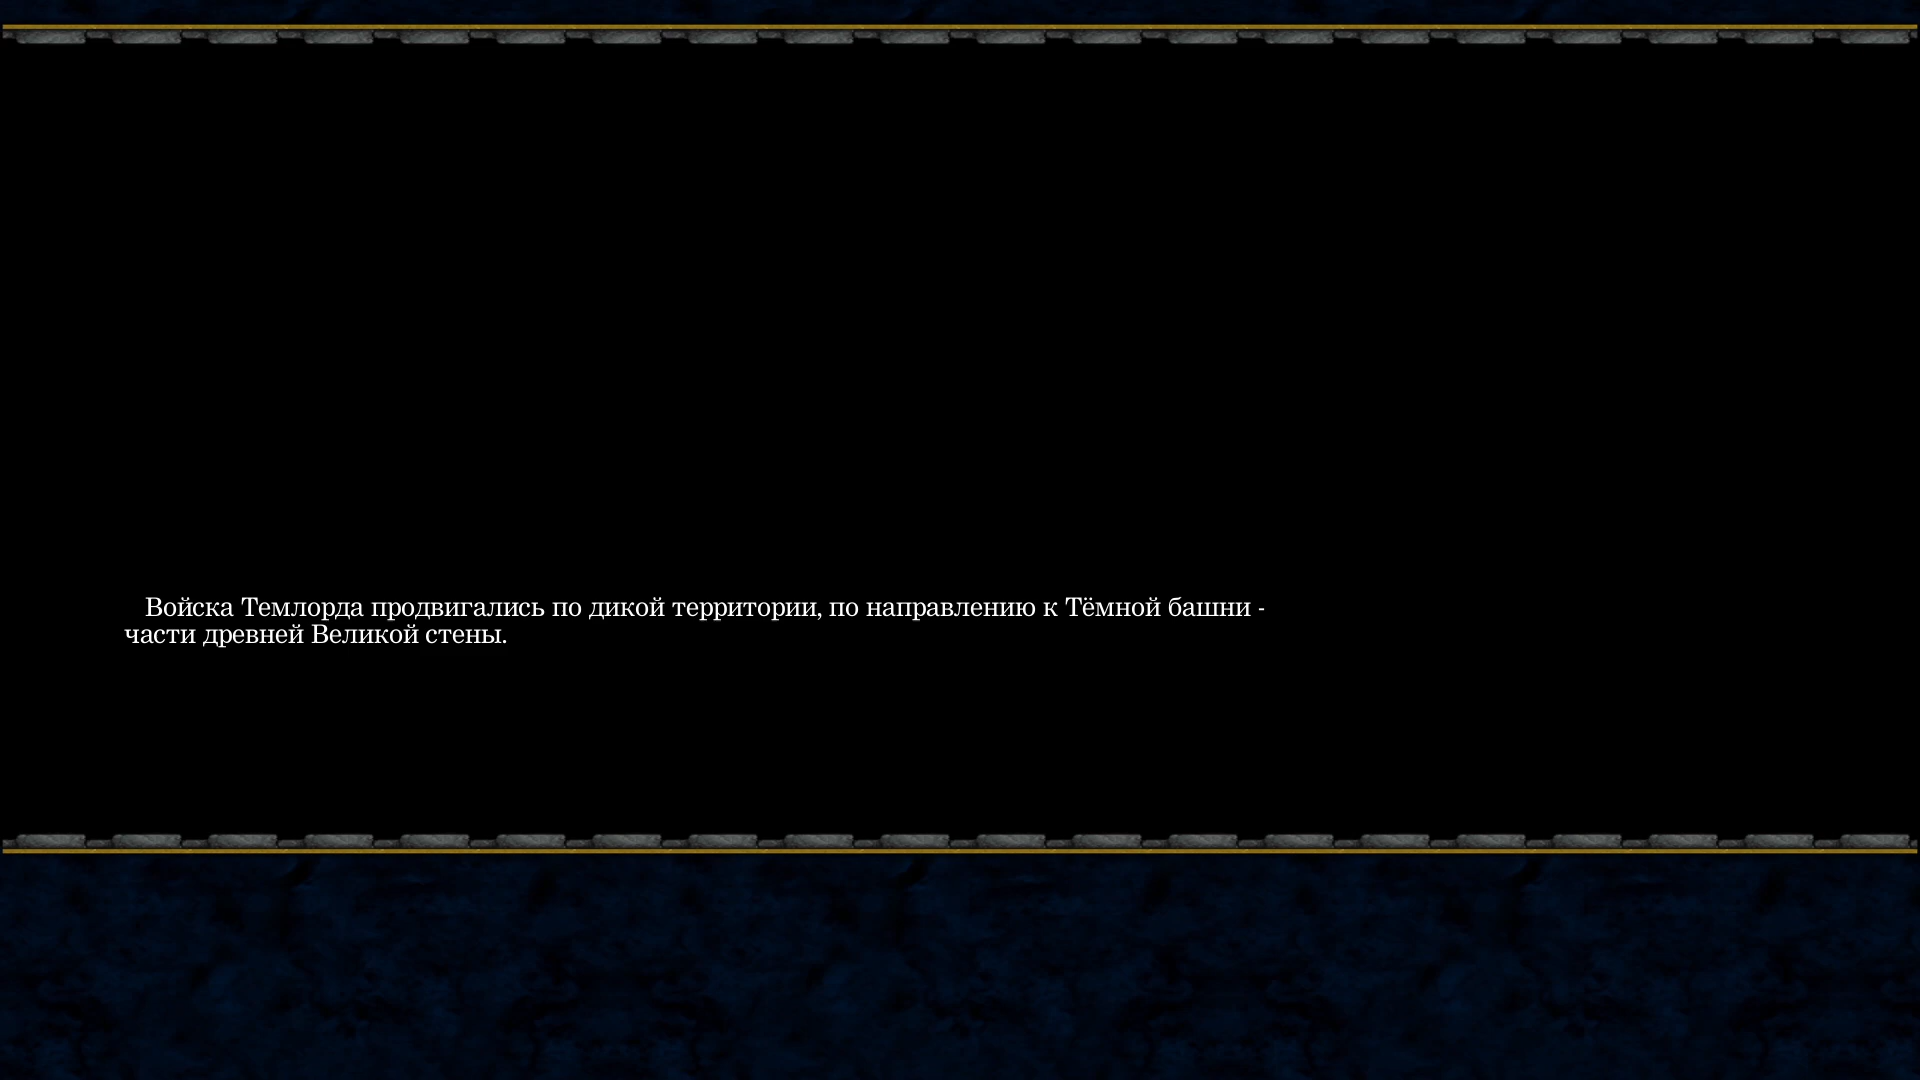 Войска Темлорда продвигались по дикой территории, по направлению к Тёмной башни -
части древней Великой стены.